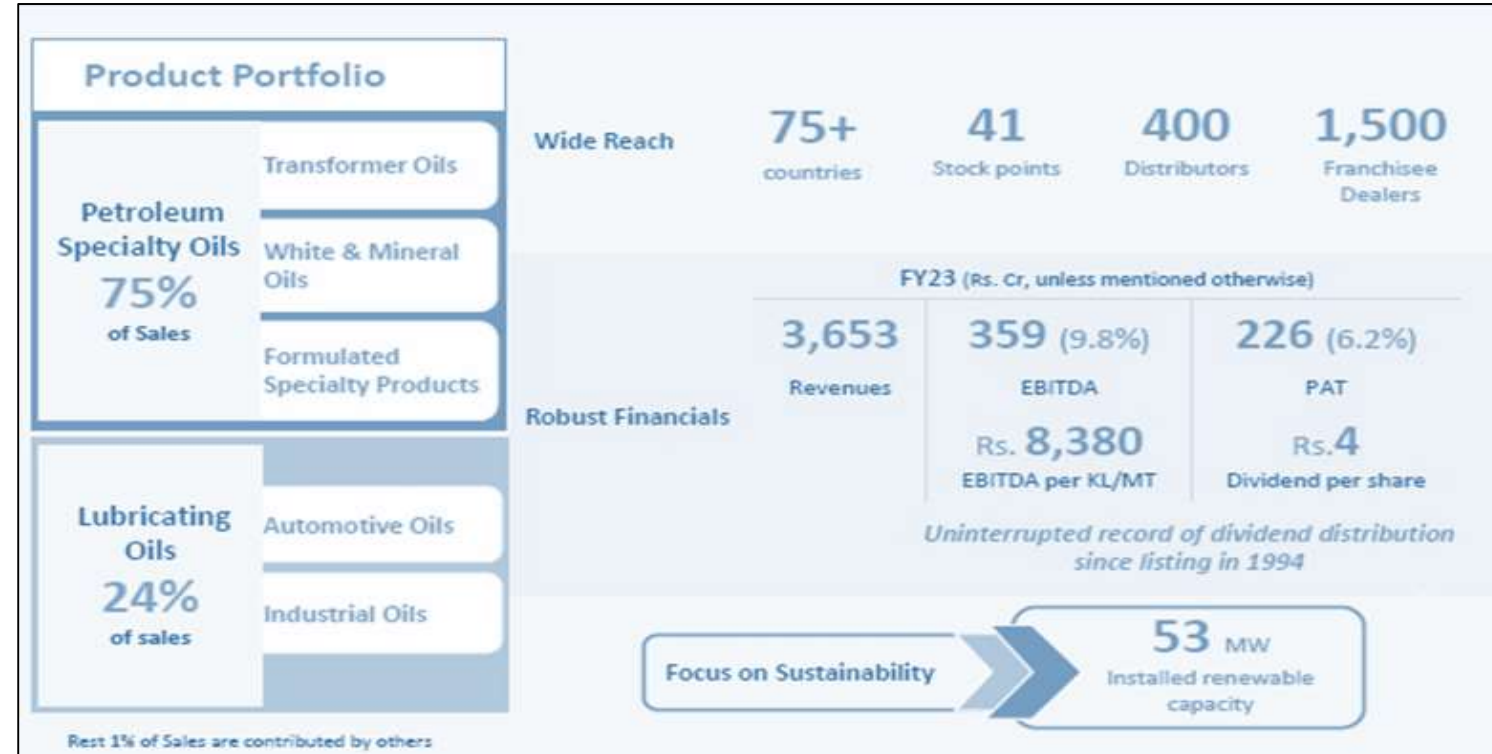 Product Portfolio
Petroleum
Specialty Oils
75%
of Sales
Transformer Oils
White & Mineral
Oils
Formulated
Specialty Products
Lubricating
Oils
24%
of sales
Automotive Oils
Industrial Oils
Rest 1% of Sales are contributed by others
Wide Reach
75+
countries
41
Stock points
400
Distributors
1,500
Franchisee
Dealers
Robust Financials
FY23 (Rs. Cr, unless mentioned otherwise)
3,653
Revenues
359 (9.8%)
EBITDA
Rs. 8,380
EBITDA per KL/MT
226 (6.2%)
PAT
Rs.4
Dividend per share
Uninterrupted record of dividend distribution
since listing in 1994
Focus on Sustainability
53 MW
Installed renewable
capacity